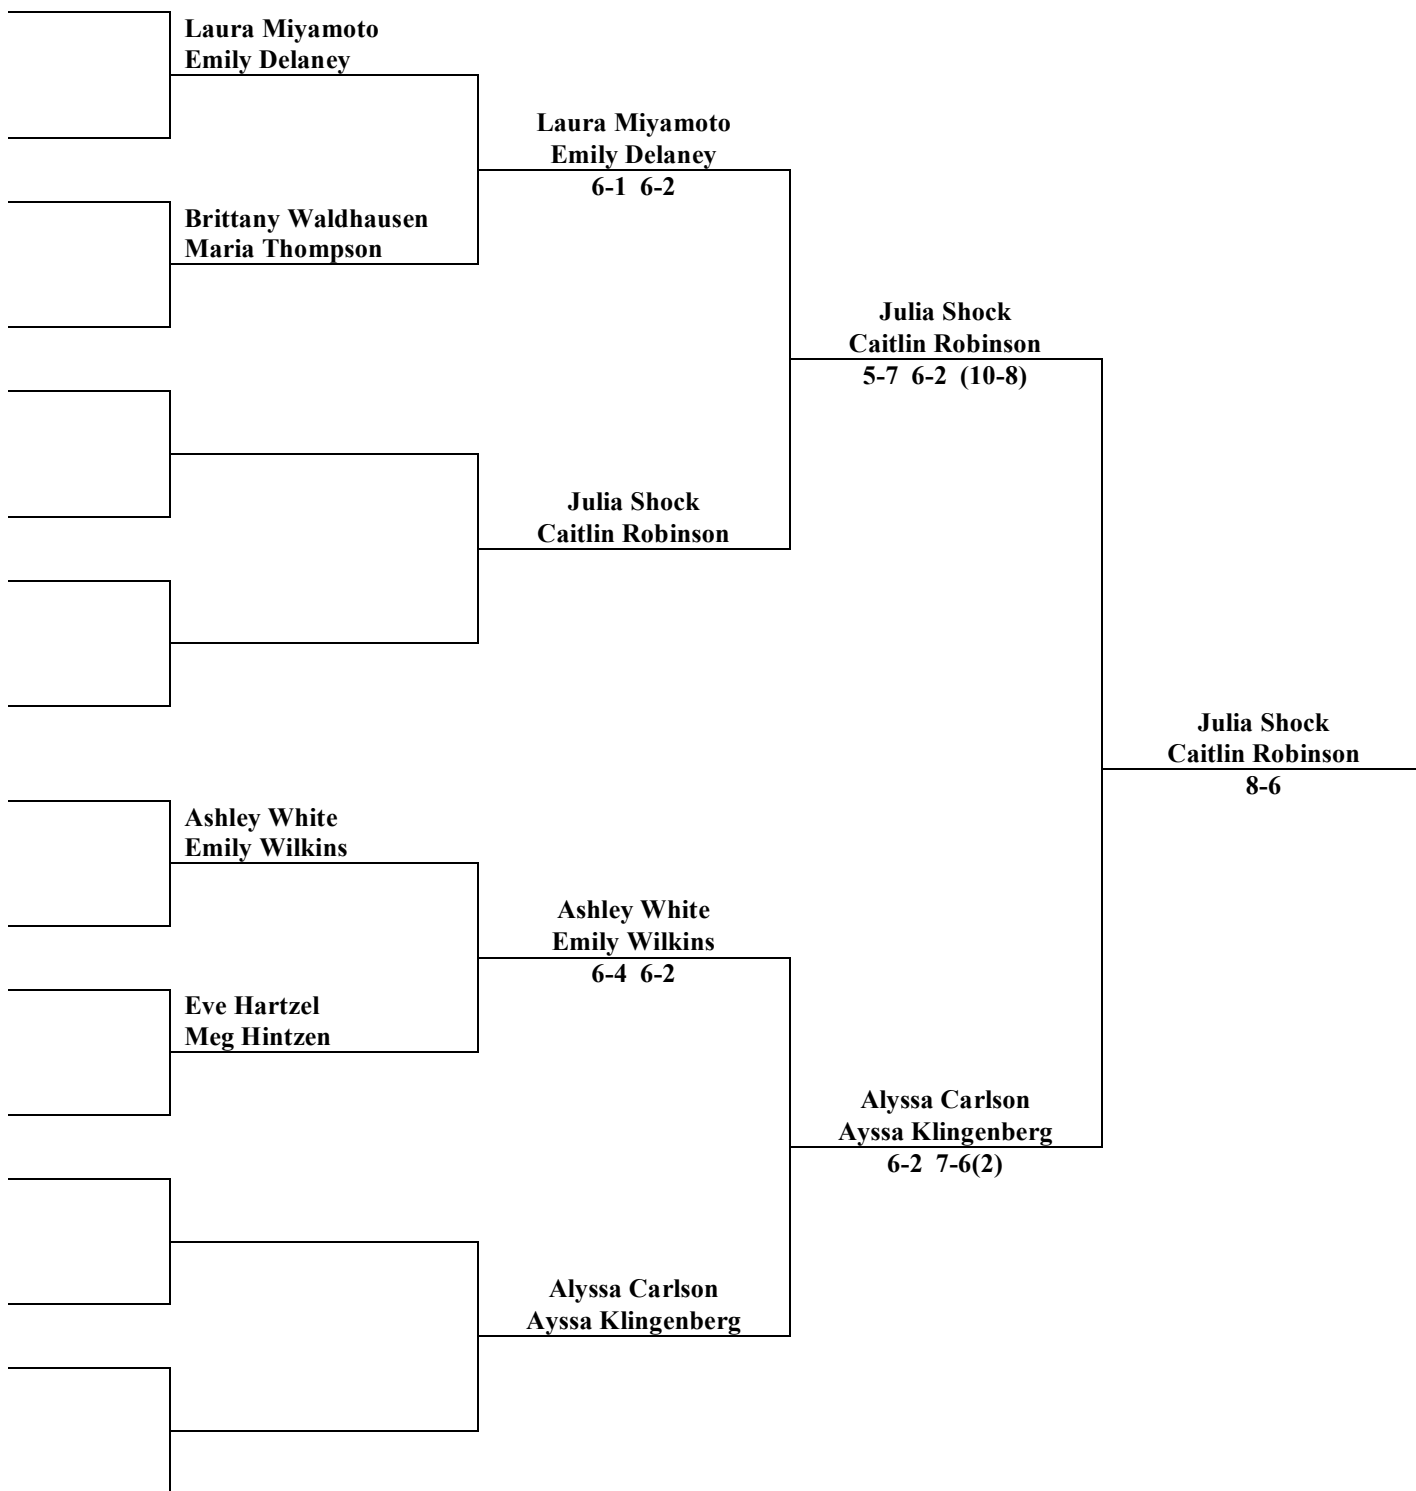 Laura Miyamoto
Emily Delaney
Laura Miyamoto
Emily Delaney
6-1 6-2
Brittany Waldhausen
Maria Thompson
Julia Shock
Caitlin Robinson
5-7 6-2 (10-8)
Julia Shock
Caitlin Robinson
Julia Shock
Caitlin Robinson
8-6
Ashley White
Emily Wilkins
Ashley White
Emily Wilkins
6-4 6-2
Eve Hartzel
Meg Hintzen
Alyssa Carlson
Ayssa Klingenberg
6-2 7-6(2)
Alyssa Carlson
Ayssa Klingenberg